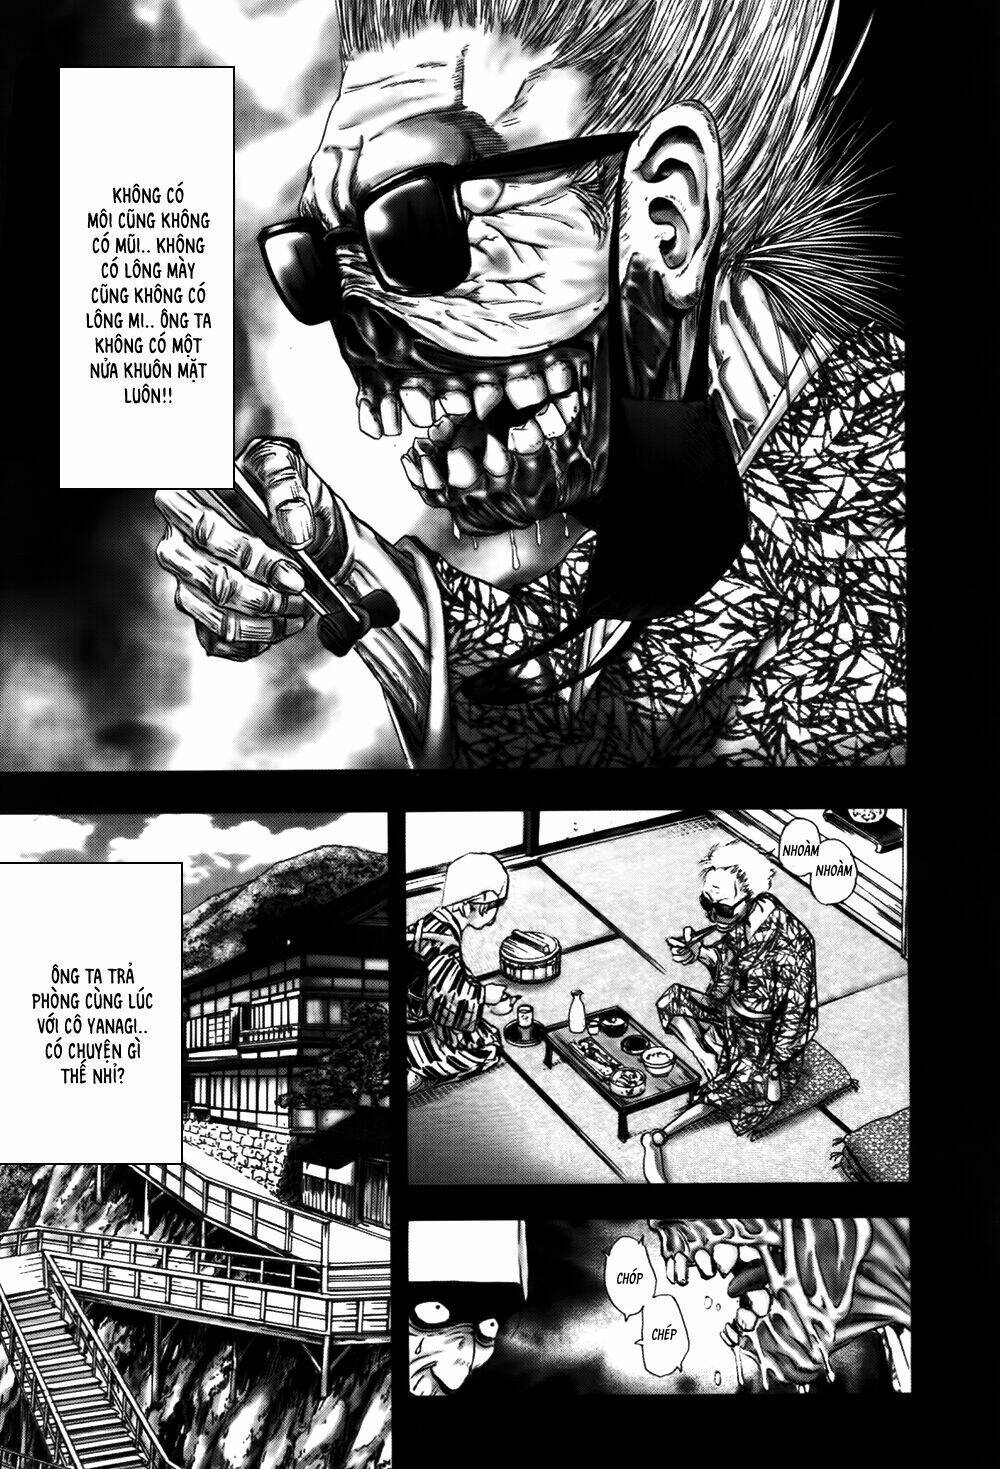 KHÔNG CÓ
MÔI CŨNG KHÔNG
CÓ MŨI.. KHÔNG
CÓ LÔNG MÀY
CŨNG KHÔNG CÓ
LÔNG MI.. ÔNG TA
KHÔNG CÓ MỘT
NỬA KHUÔN MẶT
LUÔN!!
NHOÀM
NHOÀM
ÔNG TA TRẢ
PHÒNG CÙNG LÚC
VỚI CÔ YANAGI..
CÓ CHUYỆN GÌ
THẾ NHỈ?
CHÓP
CHÉP